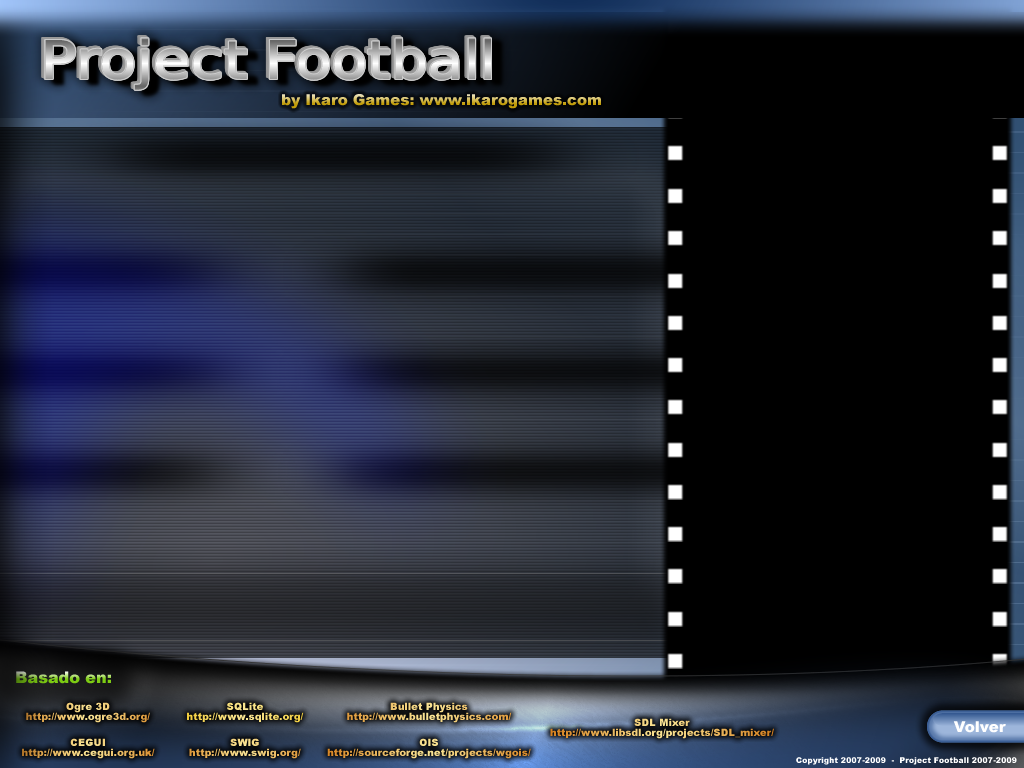 Project Football
by Ikaro Games: www.ikarogames.com
Basado en:
Ogre 3D
http://www.ogre3d.org/
SQLite
http://www.sqlite.org/
Bullet Physics
http://www.bulletphysics.com/
SDL Mixer
http://www.libsdl.org/projects/SDL_mixer/
CEGUI
http://www.cegui.org.uk/
SWIG
http://www.swig.org/
OIS
http://sourceforge.net/projects/wgois/
Volver
Copyright 2007-2009 - Project Football 2007-2009